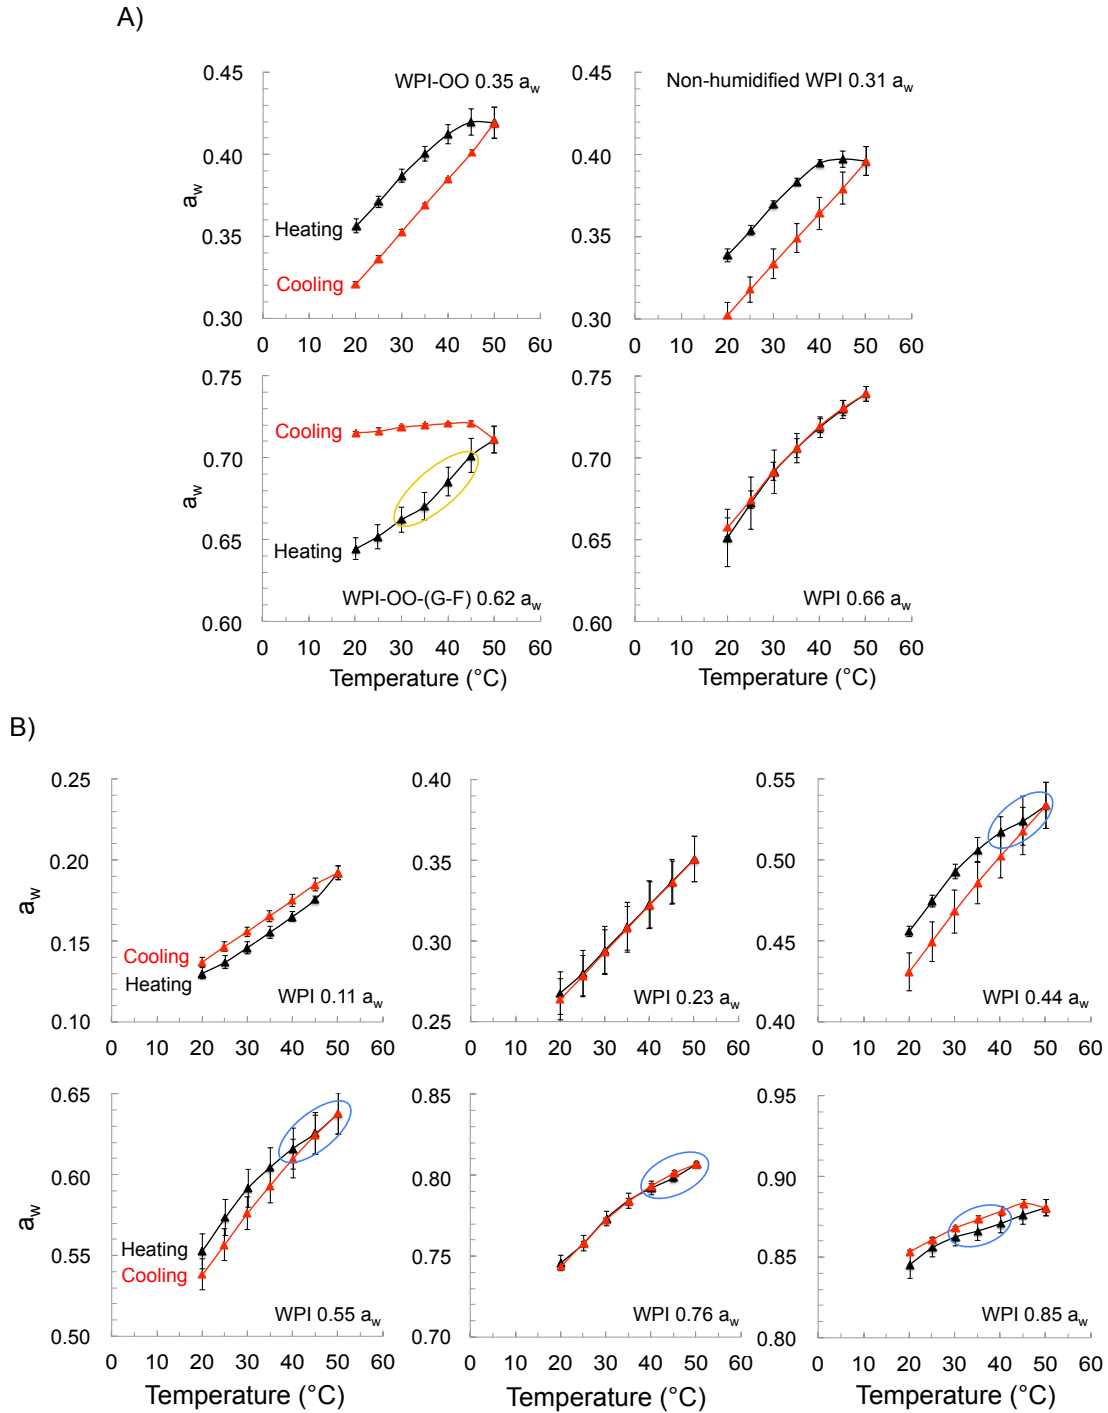 A)
WPI-OO 0.35 aw
Non-humidified WPI 0.31 aw
0.45
0.40
0.35
0.30
aw
Heating
Cooling
0 10 20 30 40 50 60
0.45
0.40
0.35
0.30
0 10 20 30 40 50 60
0.75
0.70
0.65
0.60
aw
Cooling
Heating
WPI-OO-(G-F) 0.62 aw
0 10 20 30 40 50 60
Temperature (°C)
0.75
0.70
0.65
0.60
WPI 0.66 aw
0 10 20 30 40 50 60
Temperature (°C)
B)
0.25
0.20
0.15
0.10
aw
Cooling
Heating
WPI 0.11 aw
0 10 20 30 40 50 60
0.40
0.35
0.30
0.25
WPI 0.23 aw
0 10 20 30 40 50 60
0.55
0.50
0.45
0.40
WPI 0.44 aw
0 10 20 30 40 50 60
0.65
0.60
0.55
0.50
aw
Heating
Cooling
WPI 0.55 aw
0 10 20 30 40 50 60
Temperature (°C)
0.85
0.80
0.75
0.70
WPI 0.76 aw
0 10 20 30 40 50 60
Temperature (°C)
0.95
0.90
0.85
0.80
WPI 0.85 aw
0 10 20 30 40 50 60
Temperature (°C)